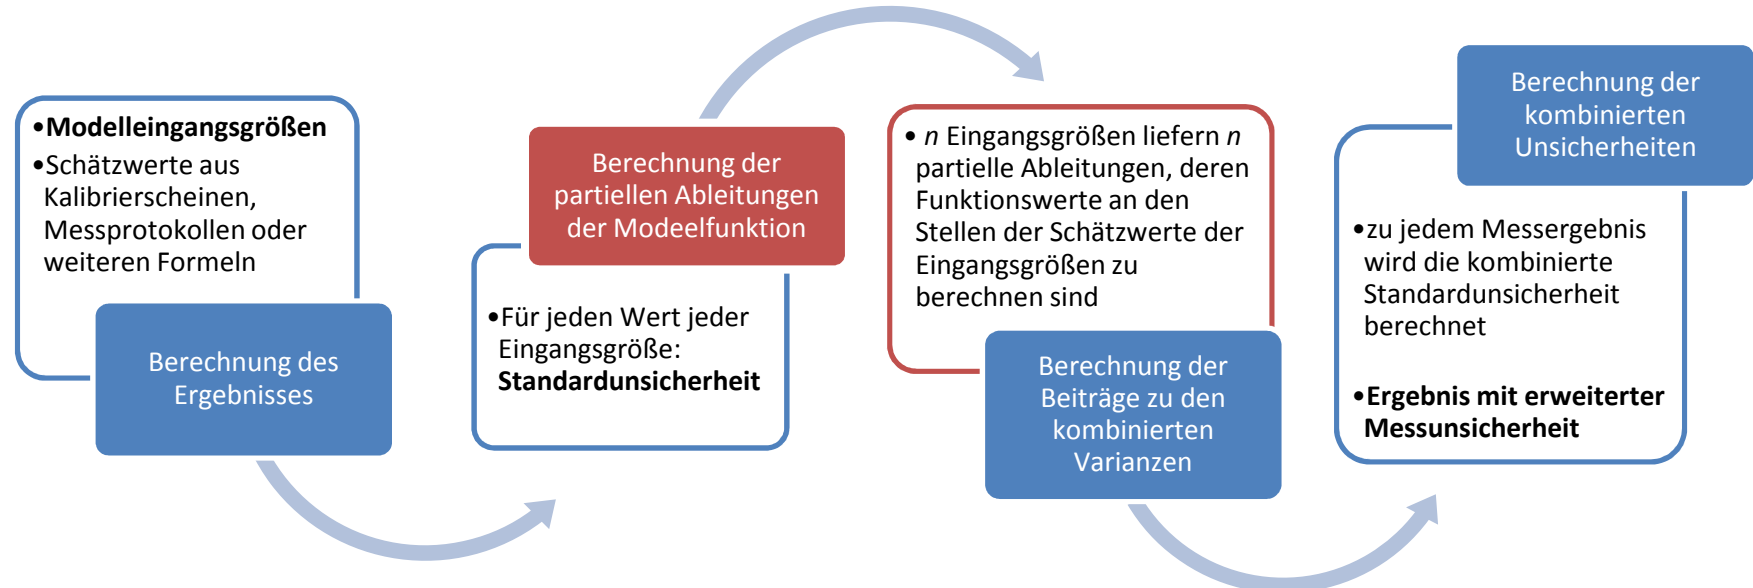 •Modelleingangsgrößen
•Schätzwerte aus
Kalibrierscheinen,
Messprotokollen oder
weiteren Formeln
Berechnung des
Ergebnisses
Berechnung der
partiellen Ableitungen
der Modeelfunktion
•Für jeden Wert jeder
Eingangsgröße:
Standardunsicherheit
• n Eingangsgrößen liefern n
partielle Ableitungen, deren
Funktionswerte an den
Stellen der Schätzwerte der
Eingangsgrößen zu
berechnen sind
Berechnung der
Beiträge zu den
kombinierten
Varianzen
Berechnung der
kombinierten
Unsicherheiten
•zu jedem Messergebnis
wird die kombinierte
Standardunsicherheit
berechnet
•Ergebnis mit erweiterter
Messunsicherheit